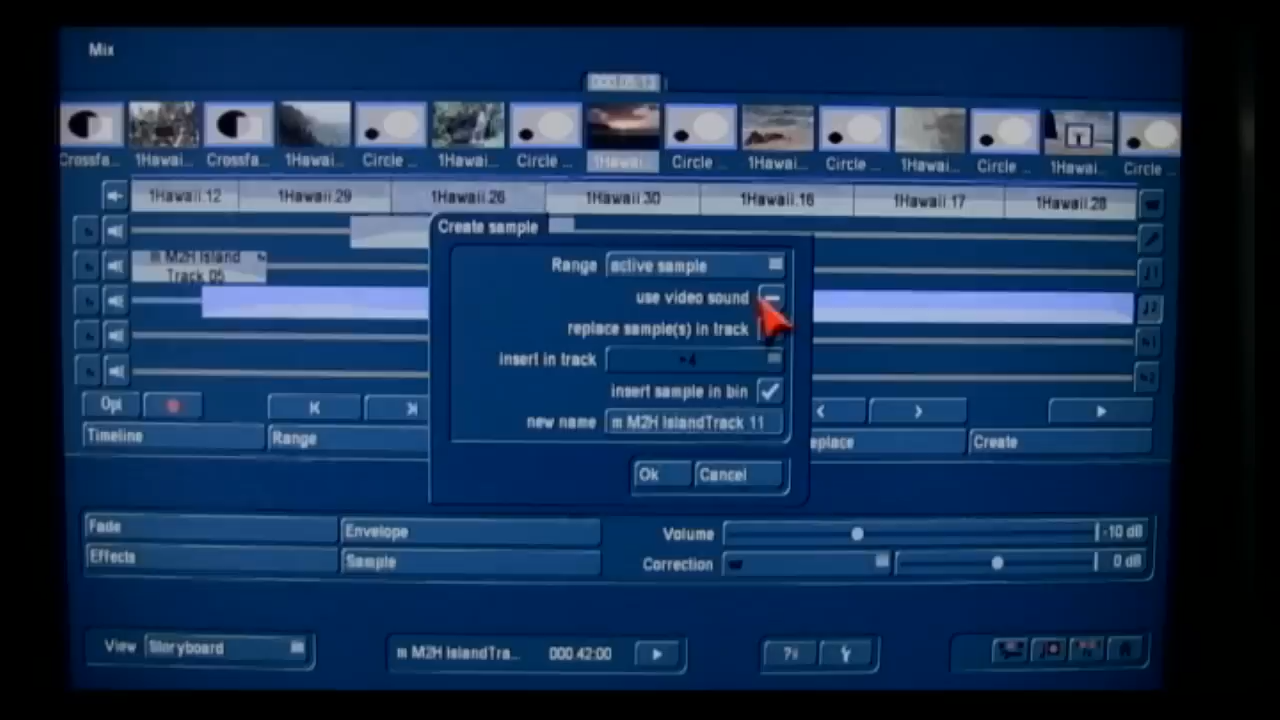 Mix
Crossfa... 1Hawai... Crossfa... 1Hawai... Circle ... 1Hawai... Circle ... 1Hawai... Circle ... 1Hawai... Circle ... 1Hawai... Circle ... 1Hawai... Circle
1Hawaii.12 1Hawaii.29 1Hawaii.26 1Hawaii.30 1Hawaii.16 1Hawaii.17 1Hawaii.28
Create sample
m M2H Island
Track 05
Range active sample
use video sound
replace sample(s) in track
insert in track
insert sample in bin
new name m M2H IslandTrack 11
Ok Cancel
Opt
Timeline Range eplace Create
Fade Envelope Volume -10 dB
Effects Sample Correction 0 dB
View Storyboard m M2H IslandTra... 000:42:00